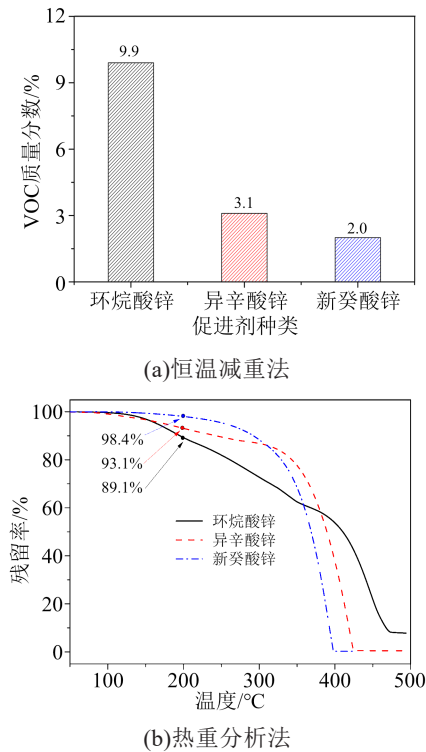 12
9
6
3
0
VOC质量分数/%
9.9
3.1
2.0
环烷酸锌
异辛酸锌
新癸酸锌
促进剂种类
(a)恒温减重法
100
80
60
40
20
0
残留率/%
98.4%
93.1%
89.1%
环烷酸锌
异辛酸锌
新癸酸锌
100
200
300
400
500
温度/℃
(b)热重分析法